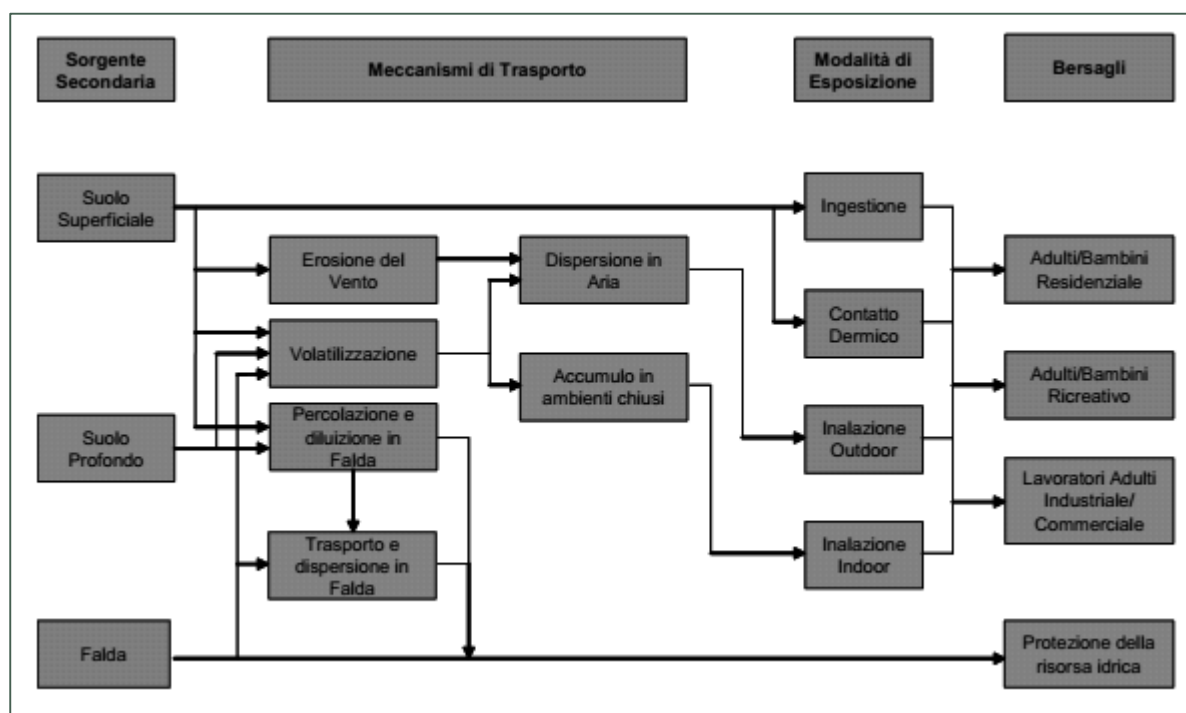 Sorgente
Secondaria
Meccanismi di Trasporto
Modalità di
Esposizione
Bersagli
Suolo
Superficiale
Ingestione
Erosione del
Vento
Dispersione in
Aria
Adulti/Bambini
Residenziale
Volatilizzazione
Contatto
Dermico
Accumulo in
ambienti chiusi
Adulti/Bambini
Ricreativo
Suolo
Profondo
Percolazione e
diluizione in
Falda
Inalazione
Outdoor
Lavoratori Adulti
Industriale/
Commerciale
Trasporto e
dispersione in
Falda
Inalazione
Indoor
Falda
Protezione della
risorsa idrica